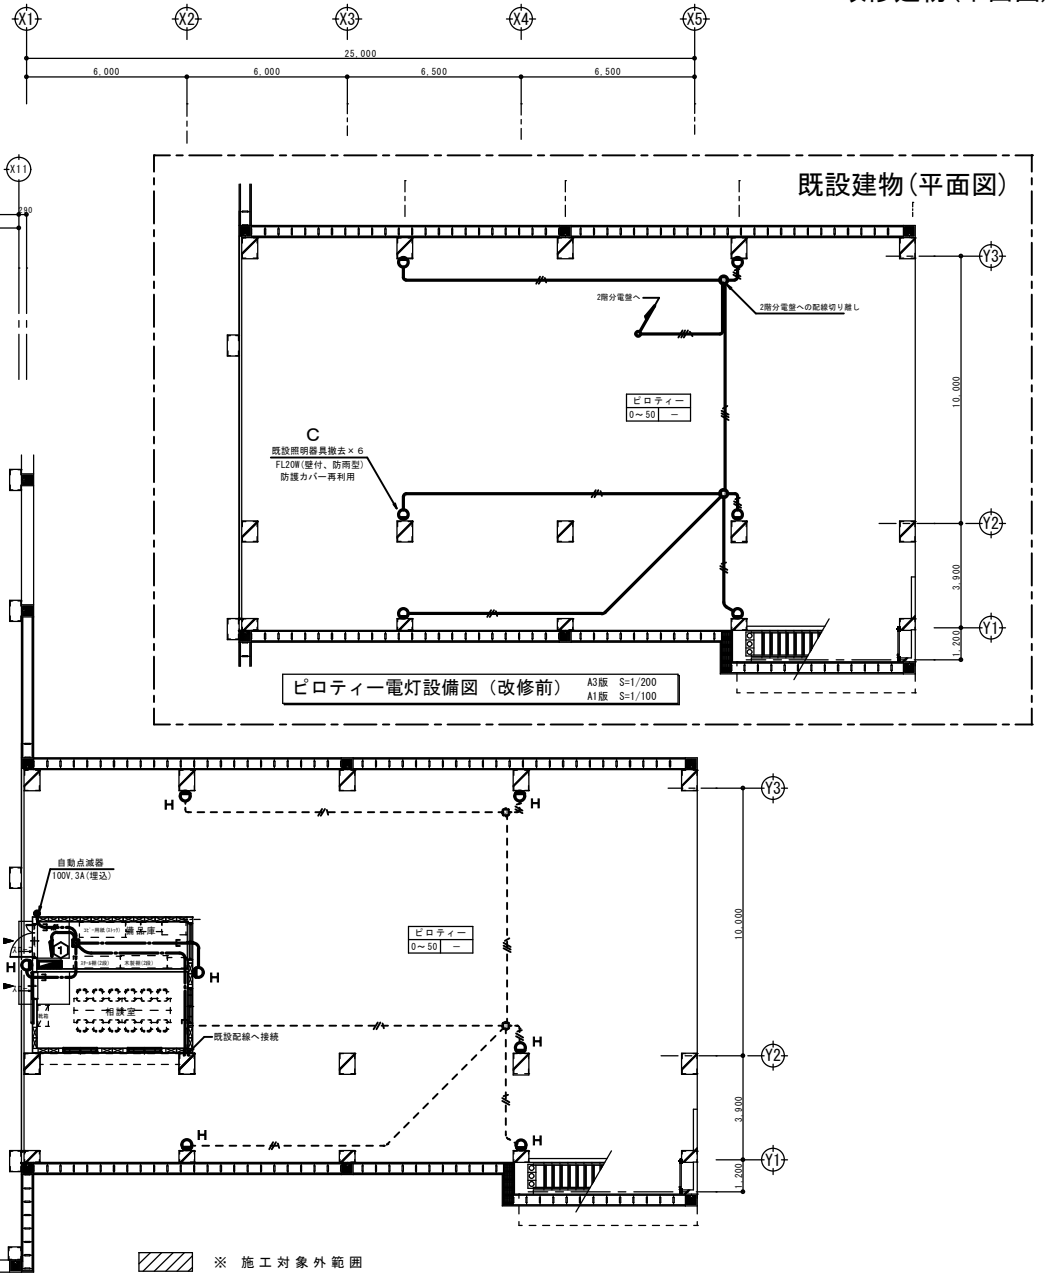 X1
X2
X3
X4
X5
25,000
6,000
6,000
6,500
6,500
X11
既設建物(平面図)
Y3
2階分電盤へ
2階分電盤への配線切り離し
10,000
ピロティー
0~50
－
C
既設照明器具撤去×6
FL20W(壁付、防雨型)
防護カバー再利用
Y2
3,900
Y1
1,200
ピロティー電灯設備図（改修前）
A3版 S=1/200
A1版 S=1/100
H
H
Y3
自動点滅器
100V,3A(埋込)
備品庫
1
ピロティー
0~50
－
10,000
H
H
相談室
既設配線へ接続
H
Y2
3,900
H
H
Y1
1,200
※ 施工対象外範囲